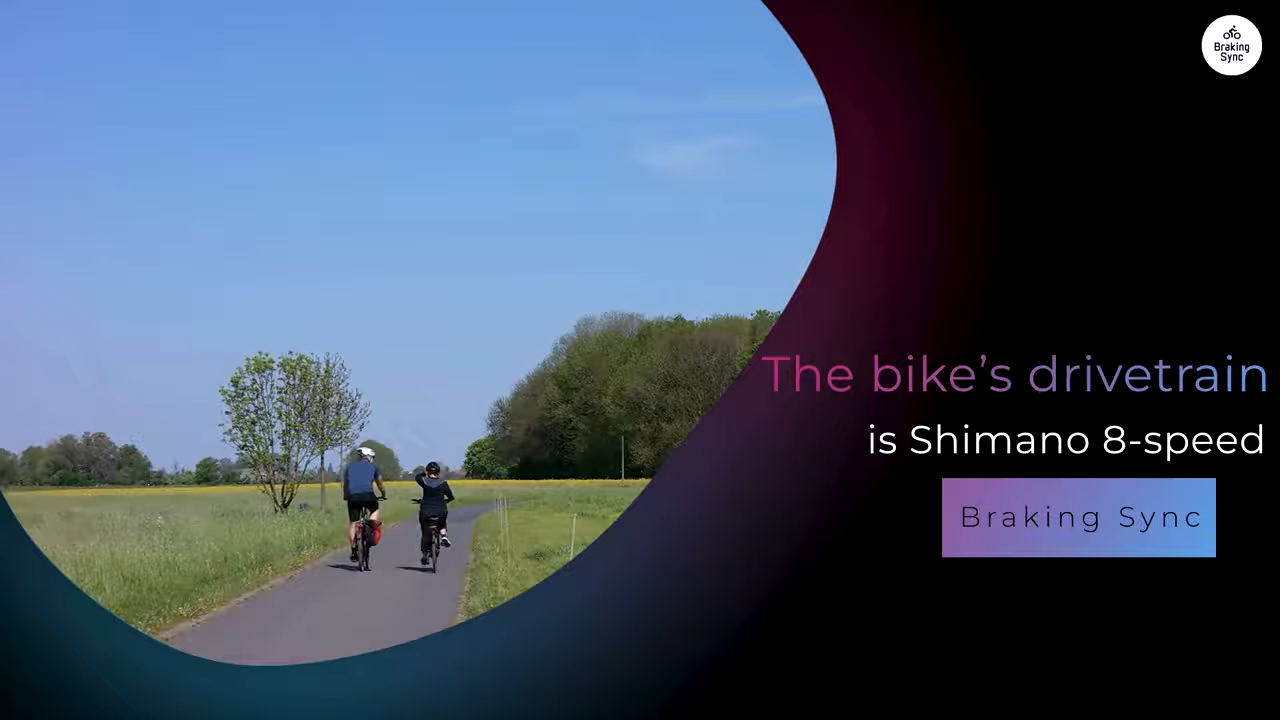 Braking
Sync
The bike’s drivetrain
is Shimano 8-speed
Braking Sync